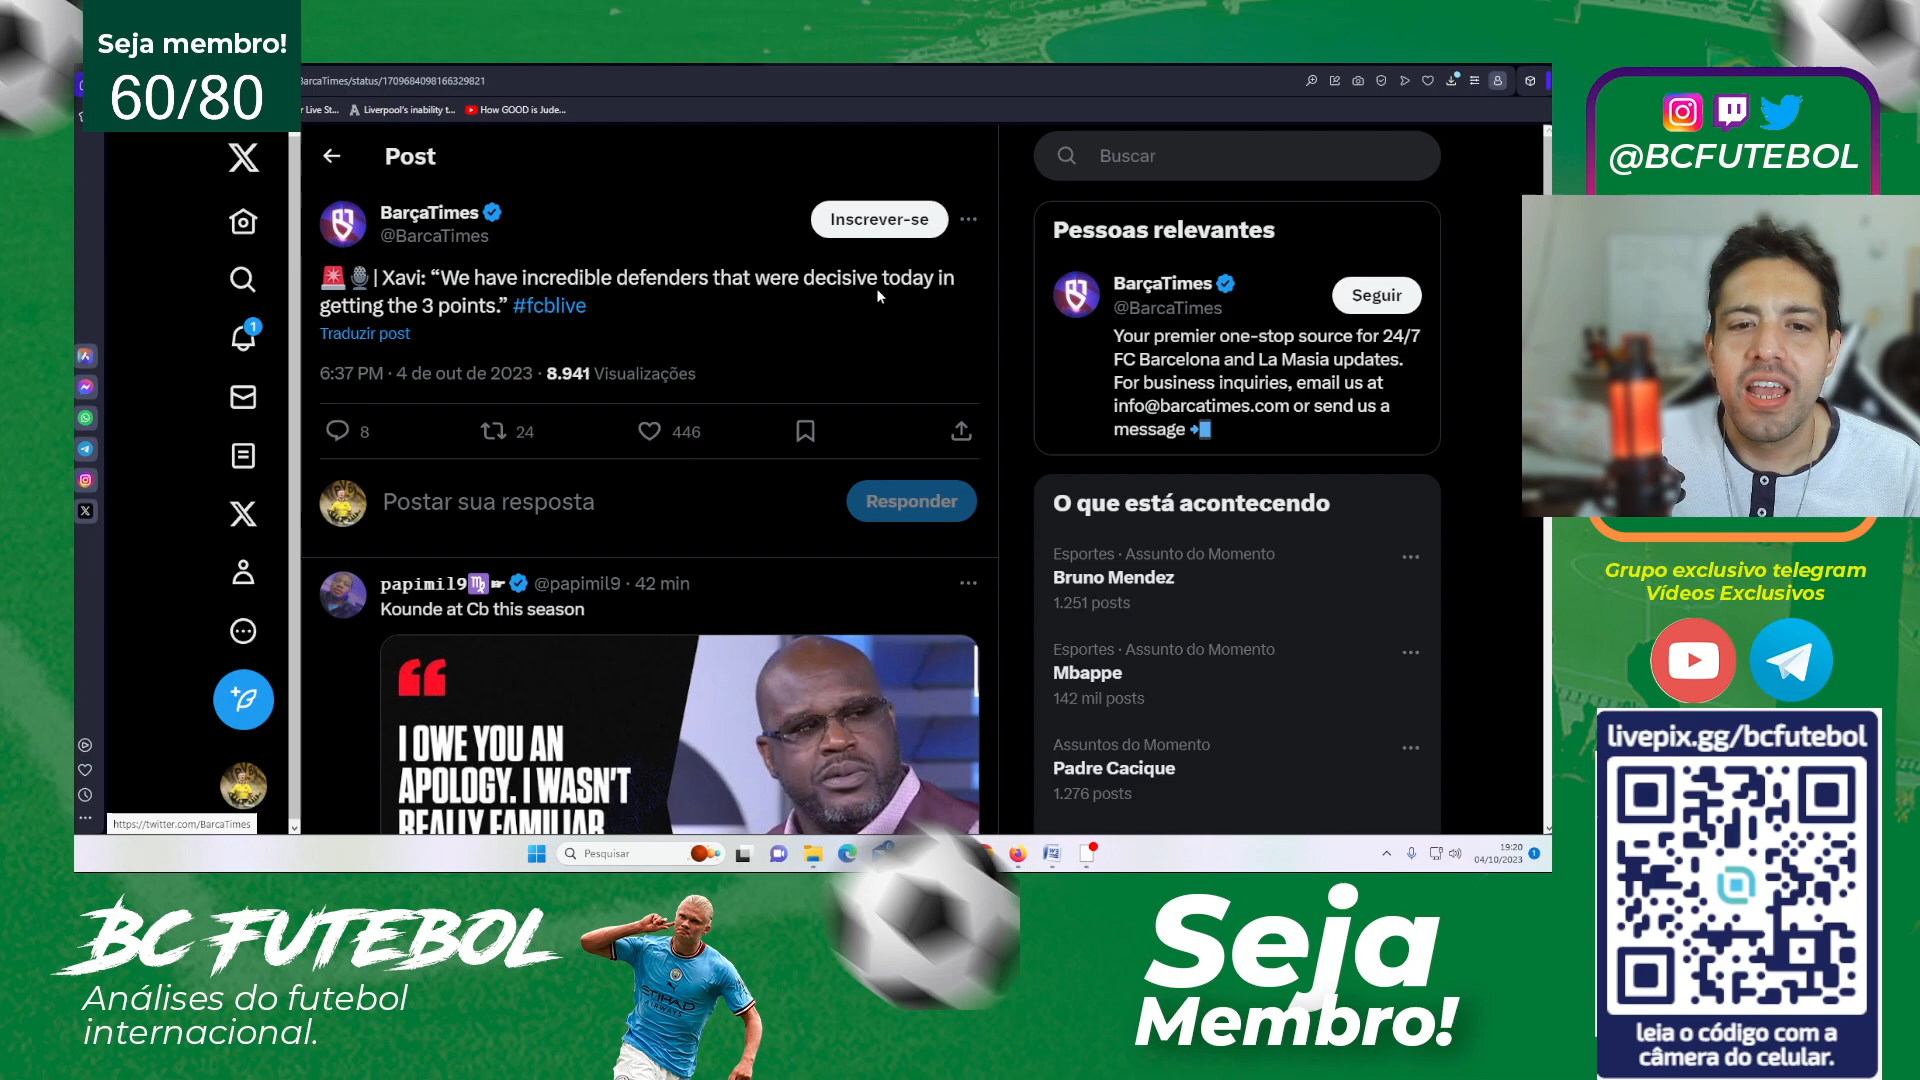 Seja membro!
60/80
BarcaTimes/status/1709684098166329821
r Live St...
Liverpool's inability t...
How GOOD is Jude...
Post
BarçaTimes
@BarcaTimes
Inscrever-se
| Xavi: “We have incredible defenders that were decisive today in
getting the 3 points.” #fcblive
Traduzir post
6:37 PM · 4 de out de 2023 · 8.941 Visualizações
8
24
446
Postar sua resposta
Responder
papimil9 @papimil9 · 42 min
Kounde at Cb this season
I OWE YOU AN
APOLOGY. I WASN'T
REALLY FAMILIAR
https://twitter.com/BarcaTimes
Buscar
Pessoas relevantes
BarçaTimes
@BarcaTimes
Seguir
Your premier one-stop source for 24/7
FC Barcelona and La Masia updates.
For business inquiries, email us at
info@barcatimes.com or send us a
message
O que está acontecendo
Esportes · Assunto do Momento
Bruno Mendez
1.251 posts
Esportes · Assunto do Momento
Mbappe
142 mil posts
Assuntos do Momento
Padre Cacique
1.276 posts
1
Pesquisar
19:20
04/10/2023
1
@BCFUTEBOL
Grupo exclusivo telegram
Vídeos Exclusivos
livepix.gg/bcfutebol
leia o código com a
câmera do celular.
BC FUTEBOL
Análises do futebol
internacional.
ETIHAD
AIRWAYS
Seja
Membro!